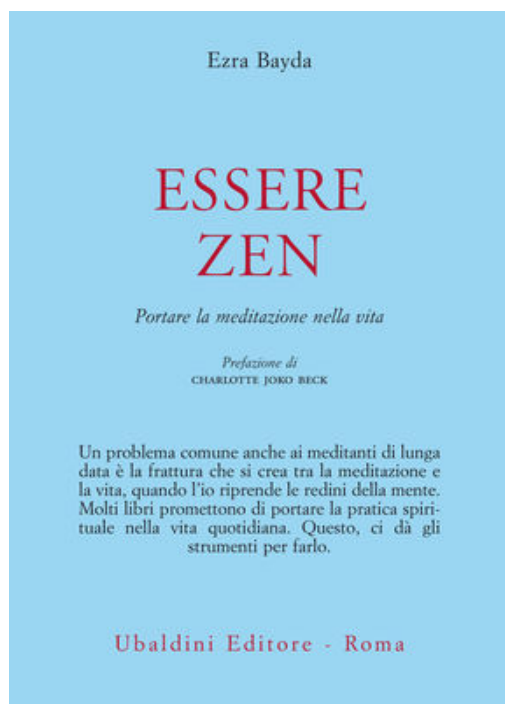 Ezra Bayda
ESSERE
ZEN
Portare la meditazione nella vita
Prefazione di
CHARLOTTE JOKO BECK
Un problema comune anche ai meditanti di lunga
data è la frattura che si crea tra la meditazione e
la vita, quando l'io riprende le redini della mente.
Molti libri promettono di portare la pratica spiri-
tuale nella vita quotidiana. Questo, ci dà gli
strumenti per farlo.
Ubaldini Editore - Roma